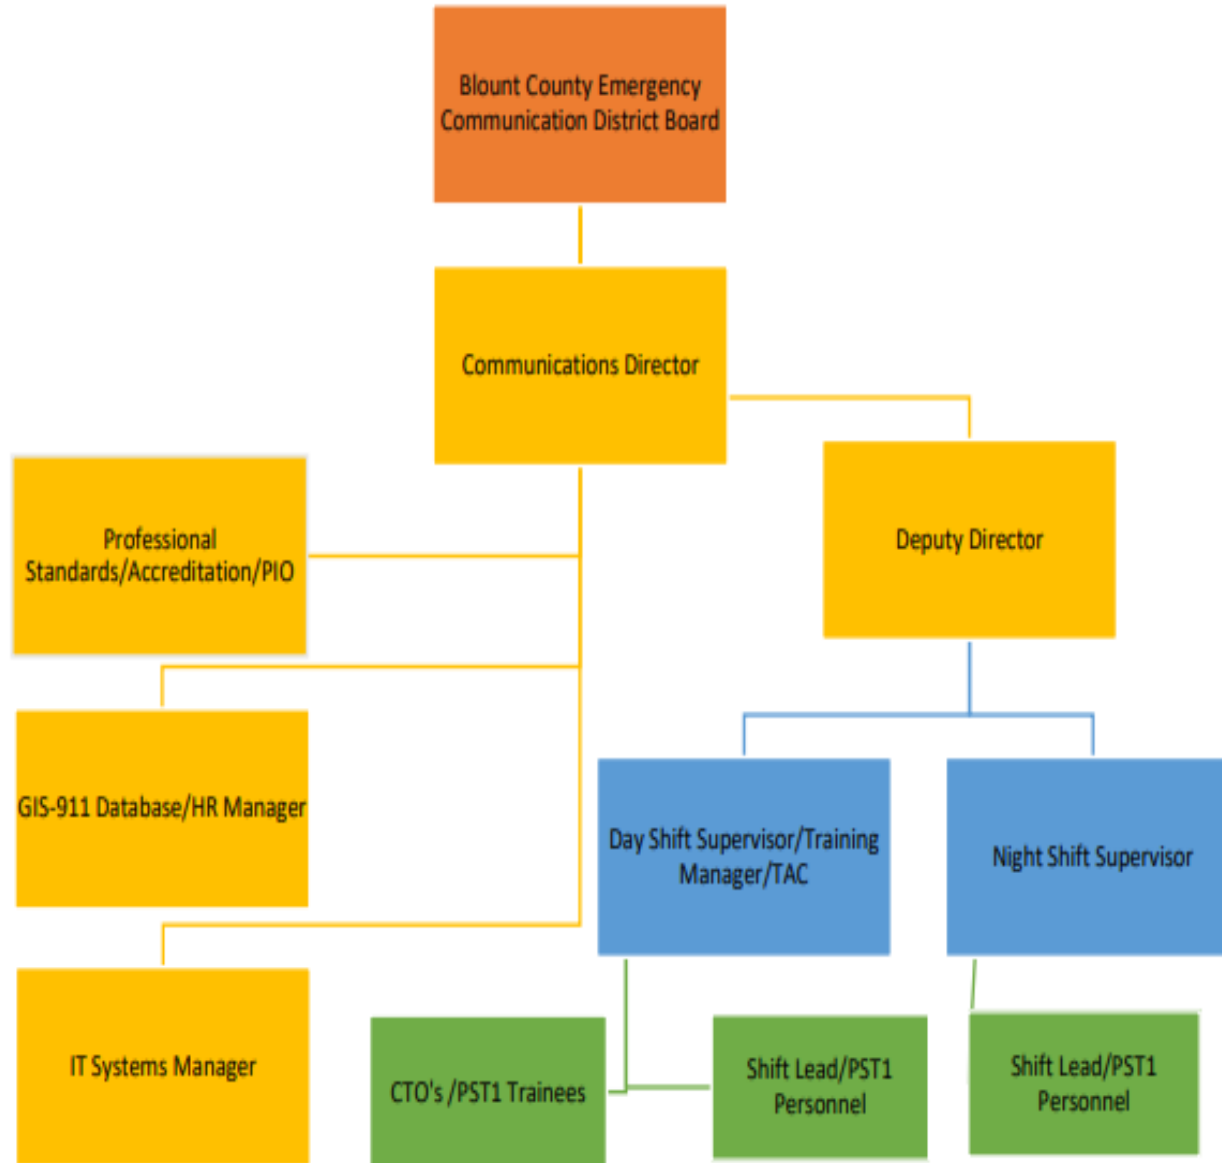 Blount County Emergency
Communication District Board
Communications Director
Professional
Standards/Accreditation/PIO
Deputy Director
GIS-911 Database/HR Manager
Day Shift Supervisor/Training
Manager/TAC
Night Shift Supervisor
IT Systems Manager
CTO's /PST1 Trainees
Shift Lead/PST1
Personnel
Shift Lead/PST1
Personnel